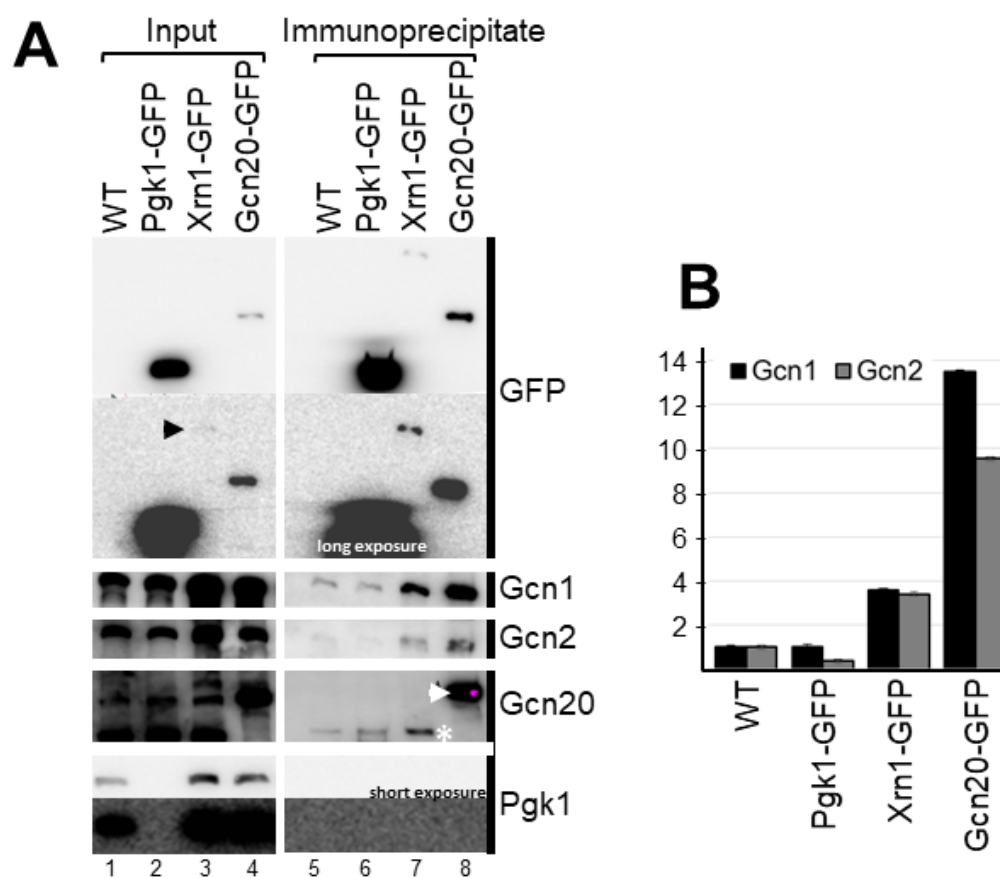 A
Input
Immunoprecipitate
WT
Pgk1-GFP
Xrn1-GFP
Gcn20-GFP
WT
Pgk1-GFP
Xrn1-GFP
Gcn20-GFP
GFP
long exposure
Gcn1
Gcn2
Gcn20
*
short exposure
Pgk1
1 2 3 4 5 6 7 8
B
Gcn1 Gcn2
14
12
10
8
6
4
2
WT
Pgk1-GFP
Xrn1-GFP
Gcn20-GFP